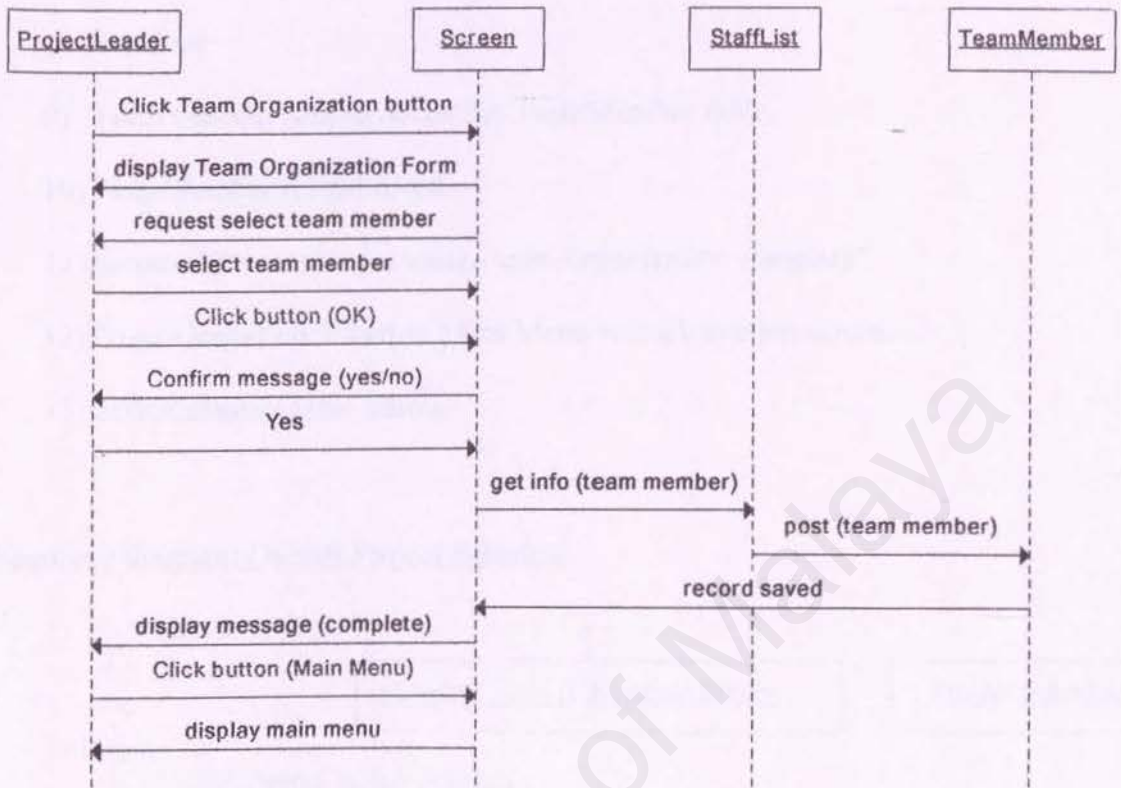 ProjectLeader
Screen
StaffList
TeamMember
Click Team Organization button
display Team Organization Form
request select team member
select team member
Click button (OK)
Confirm message (yes/no)
Yes
get info (team member)
post (team member)
record saved
display message (complete)
Click button (Main Menu)
display main menu
of Malaya